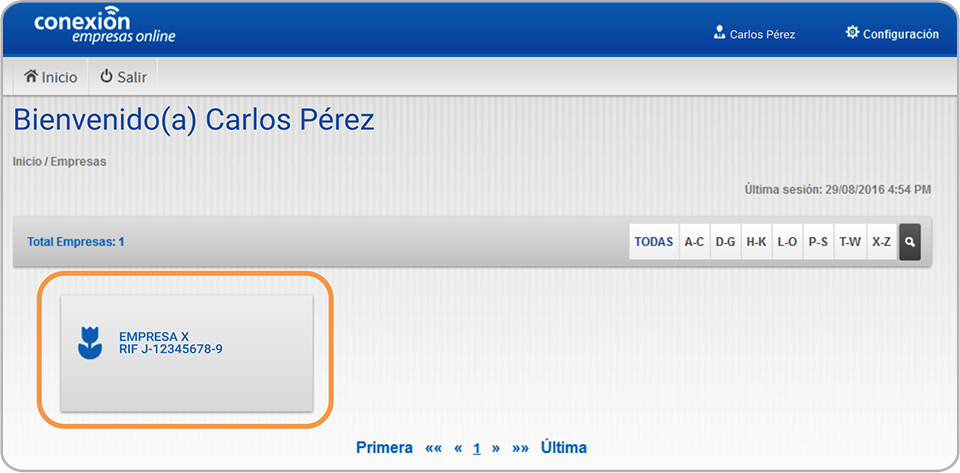 conexión
empresas online
Carlos Pérez
Configuración
Inicio
Salir
Bienvenido(a) Carlos Pérez
Inicio / Empresas
Última sesión: 29/08/2016 4:54 PM
Total Empresas: 1
TODAS A-C D-G H-K L-O P-S T-W X-Z
EMPRESA X
RIF J-12345678-9
Primera «« « 1 » »» Última